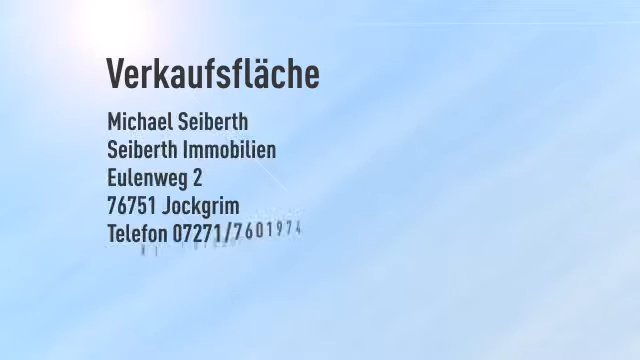 Verkaufsfläche
Michael Seiberth
Seiberth Immobilien
Eulenweg 2
76751 Jockgrim
Telefon 07271/7601974